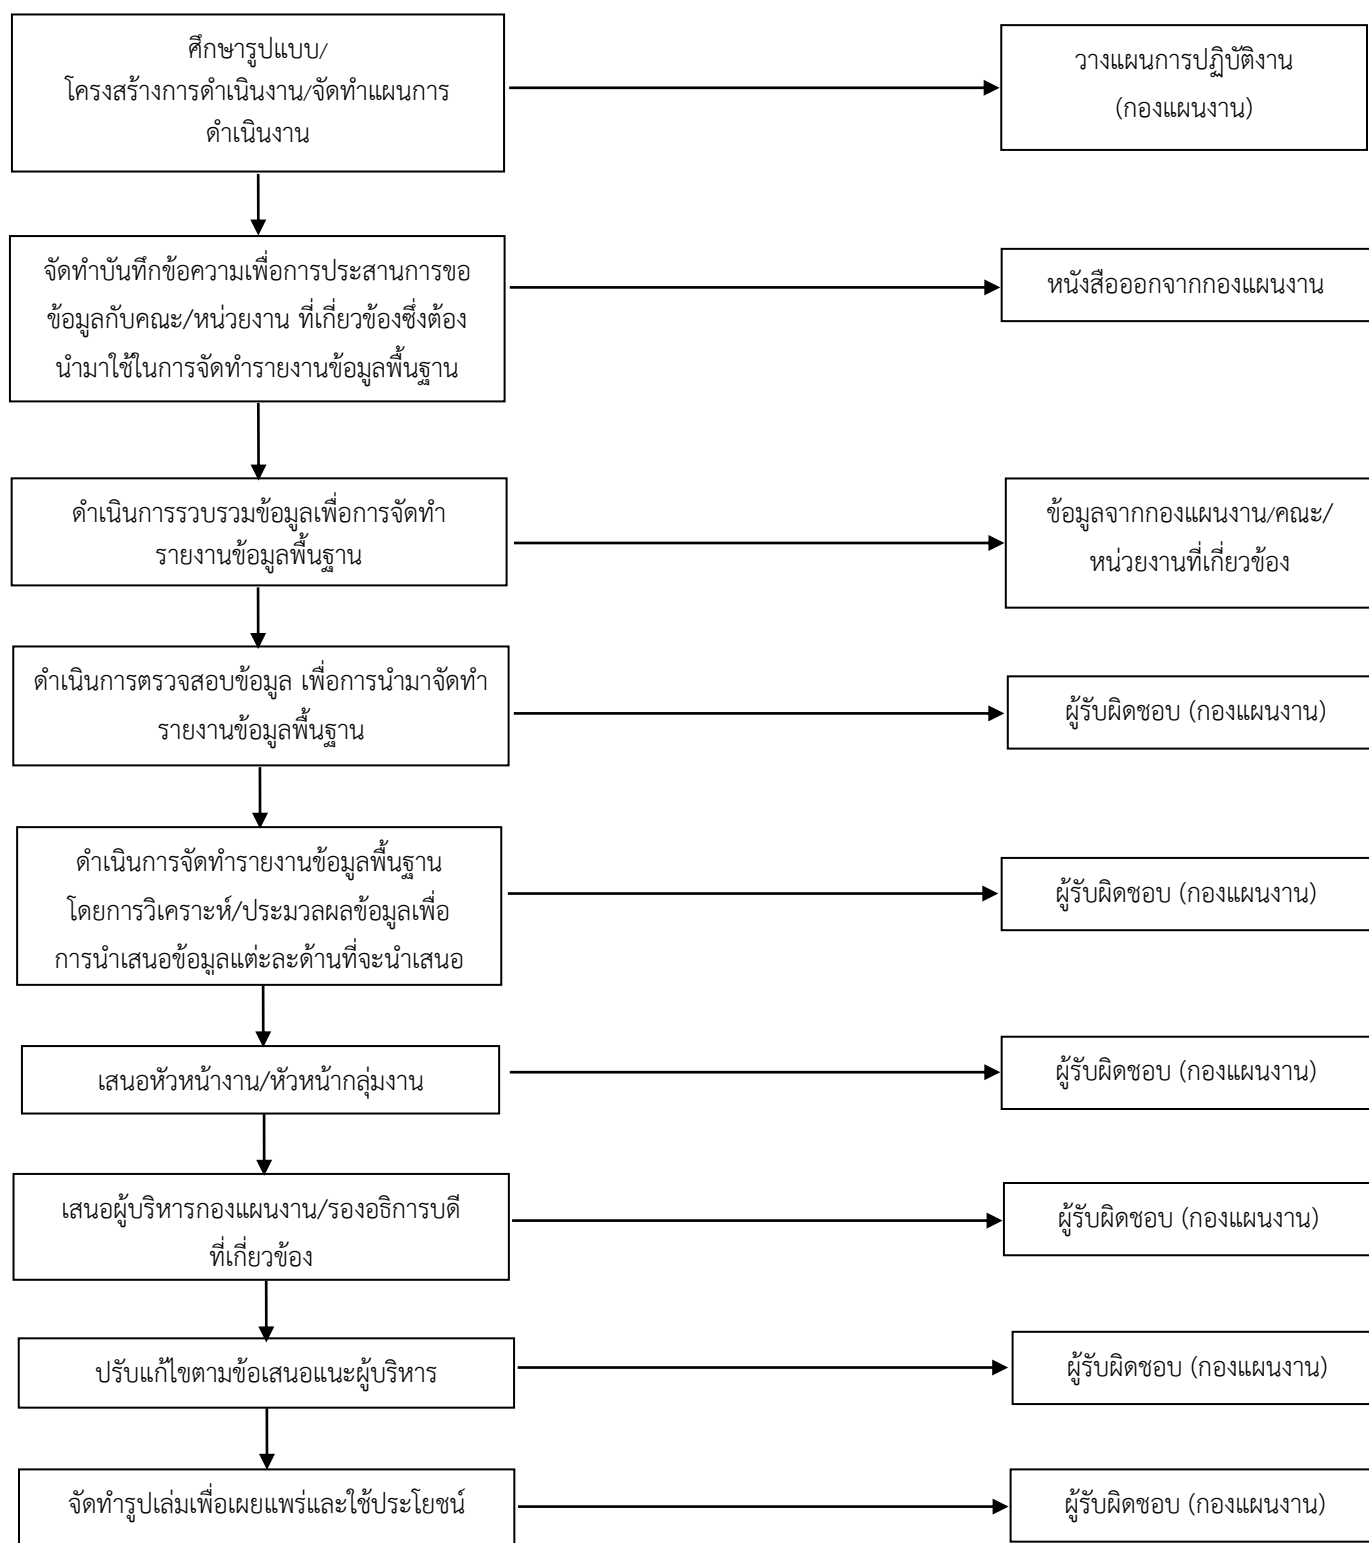 ศึกษารูปแบบ/
โครงสร้างการดำเนินงาน/จัดทำแผนการ
ดำเนินงาน
วางแผนการปฏิบัติงาน
(กองแผนงาน)
จัดทำบันทึกข้อความเพื่อการประสานการขอ
ข้อมูลกับคณะ/หน่วยงาน ที่เกี่ยวข้องซึ่งต้อง
นำมาใช้ในการจัดทำรายงานข้อมูลพื้นฐาน
หนังสือออกจากกองแผนงาน
ดำเนินการรวบรวมข้อมูลเพื่อการจัดทำ
รายงานข้อมูลพื้นฐาน
ข้อมูลจากกองแผนงาน/คณะ/
หน่วยงานที่เกี่ยวข้อง
ดำเนินการตรวจสอบข้อมูล เพื่อการนำมาจัดทำ
รายงานข้อมูลพื้นฐาน
ผู้รับผิดชอบ (กองแผนงาน)
ดำเนินการจัดทำรายงานข้อมูลพื้นฐาน
โดยการวิเคราะห์/ประมวลผลข้อมูลเพื่อ
การนำเสนอข้อมูลแต่ะละด้านที่จะนำเสนอ
ผู้รับผิดชอบ (กองแผนงาน)
เสนอหัวหน้างาน/หัวหน้ากลุ่มงาน
ผู้รับผิดชอบ (กองแผนงาน)
เสนอผู้บริหารกองแผนงาน/รองอธิการบดี
ที่เกี่ยวข้อง
ผู้รับผิดชอบ (กองแผนงาน)
ปรับแก้ไขตามข้อเสนอแนะผู้บริหาร
ผู้รับผิดชอบ (กองแผนงาน)
จัดทำรูปเล่มเพื่อเผยแพร่และใช้ประโยชน์
ผู้รับผิดชอบ (กองแผนงาน)